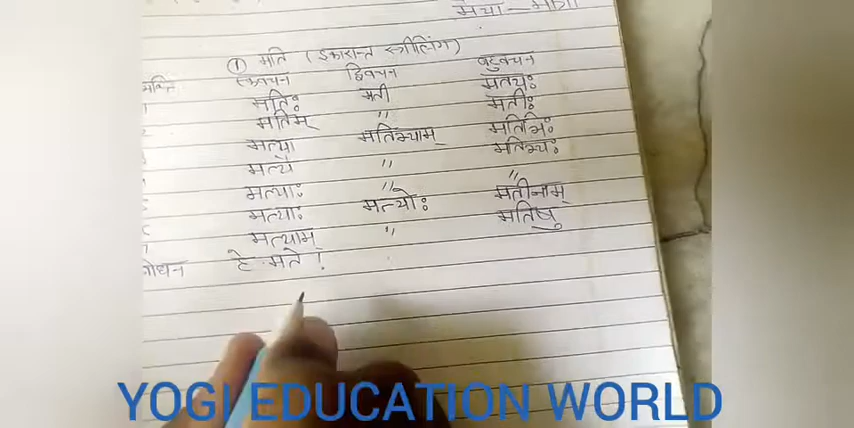 ① मति (इकारान्त स्त्रीलिंग)
एकवचन द्विवचन बहुवचन
मतिः मती मतयः
मतिम् " मतीः
मत्या मतिभ्याम् मतिभिः
मत्यै " मतिभ्यः
मत्याः " "
मत्याः मत्योः मतीनाम्
मत्याम् " मतिषु
हे मते !
YOGI EDUCATION WORLD